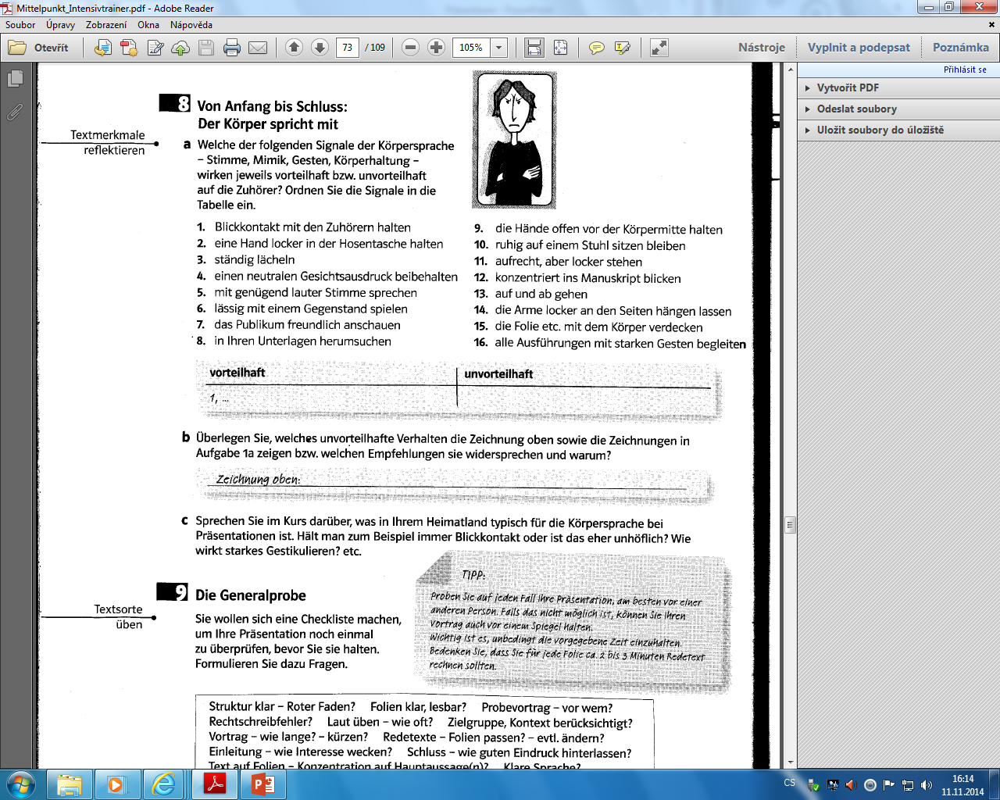 Mittelpunkt_Intensivtrainer.pdf - Adobe Reader
Soubor Úpravy Zobrazení Okna Nápověda
Otevřít 73 / 109 105% Nástroje Vyplnit a podepsat Poznámka
Přihlásit se
Vytvořit PDF
Odeslat soubory
Uložit soubory do úložiště
8 Von Anfang bis Schluss:
Der Körper spricht mit
Textmerkmale
reflektieren
a Welche der folgenden Signale der Körpersprache
– Stimme, Mimik, Gesten, Körperhaltung –
wirken jeweils vorteilhaft bzw. unvorteilhaft
auf die Zuhörer? Ordnen Sie die Signale in die
Tabelle ein.
1. Blickkontakt mit den Zuhörern halten
2. eine Hand locker in der Hosentasche halten
3. ständig lächeln
4. einen neutralen Gesichtsausdruck beibehalten
5. mit genügend lauter Stimme sprechen
6. lässig mit einem Gegenstand spielen
7. das Publikum freundlich anschauen
8. in Ihren Unterlagen herumsuchen
9. die Hände offen vor der Körpermitte halten
10. ruhig auf einem Stuhl sitzen bleiben
11. aufrecht, aber locker stehen
12. konzentriert ins Manuskript blicken
13. auf und ab gehen
14. die Arme locker an den Seiten hängen lassen
15. die Folie etc. mit dem Körper verdecken
16. alle Ausführungen mit starken Gesten begleiten
vorteilhaft unvorteilhaft
1, ...
b Überlegen Sie, welches unvorteilhafte Verhalten die Zeichnung oben sowie die Zeichnungen in
Aufgabe 1a zeigen bzw. welchen Empfehlungen sie widersprechen und warum?
Zeichnung oben:
c Sprechen Sie im Kurs darüber, was in Ihrem Heimatland typisch für die Körpersprache bei
Präsentationen ist. Hält man zum Beispiel immer Blickkontakt oder ist das eher unhöflich? Wie
wirkt starkes Gestikulieren? etc.
9 Die Generalprobe
Textsorte
üben
Sie wollen sich eine Checkliste machen,
um Ihre Präsentation noch einmal
zu überprüfen, bevor Sie sie halten.
Formulieren Sie dazu Fragen.
TIPP:
Proben Sie auf jeden Fall Ihre Präsentation, am besten vor einer
anderen Person. Falls das nicht möglich ist, können Sie Ihren
Vortrag auch vor einem Spiegel halten.
Wichtig ist es, unbedingt die vorgegebene Zeit einzuhalten.
Bedenken Sie, dass Sie für jede Folie ca. 2 bis 3 Minuten Redetext
rechnen sollten.
Struktur klar – Roter Faden? Folien klar, lesbar? Probevortrag – vor wem?
Rechtschreibfehler? Laut üben – wie oft? Zielgruppe, Kontext berücksichtigt?
Vortrag – wie lange? – kürzen? Redetexte – Folien passen? – evtl. ändern?
Einleitung – wie Interesse wecken? Schluss – wie guten Eindruck hinterlassen?
Text auf Folien – Konzentration auf Hauptaussage(n)? Klare Sprache?
CS 16:14
11.11.2014